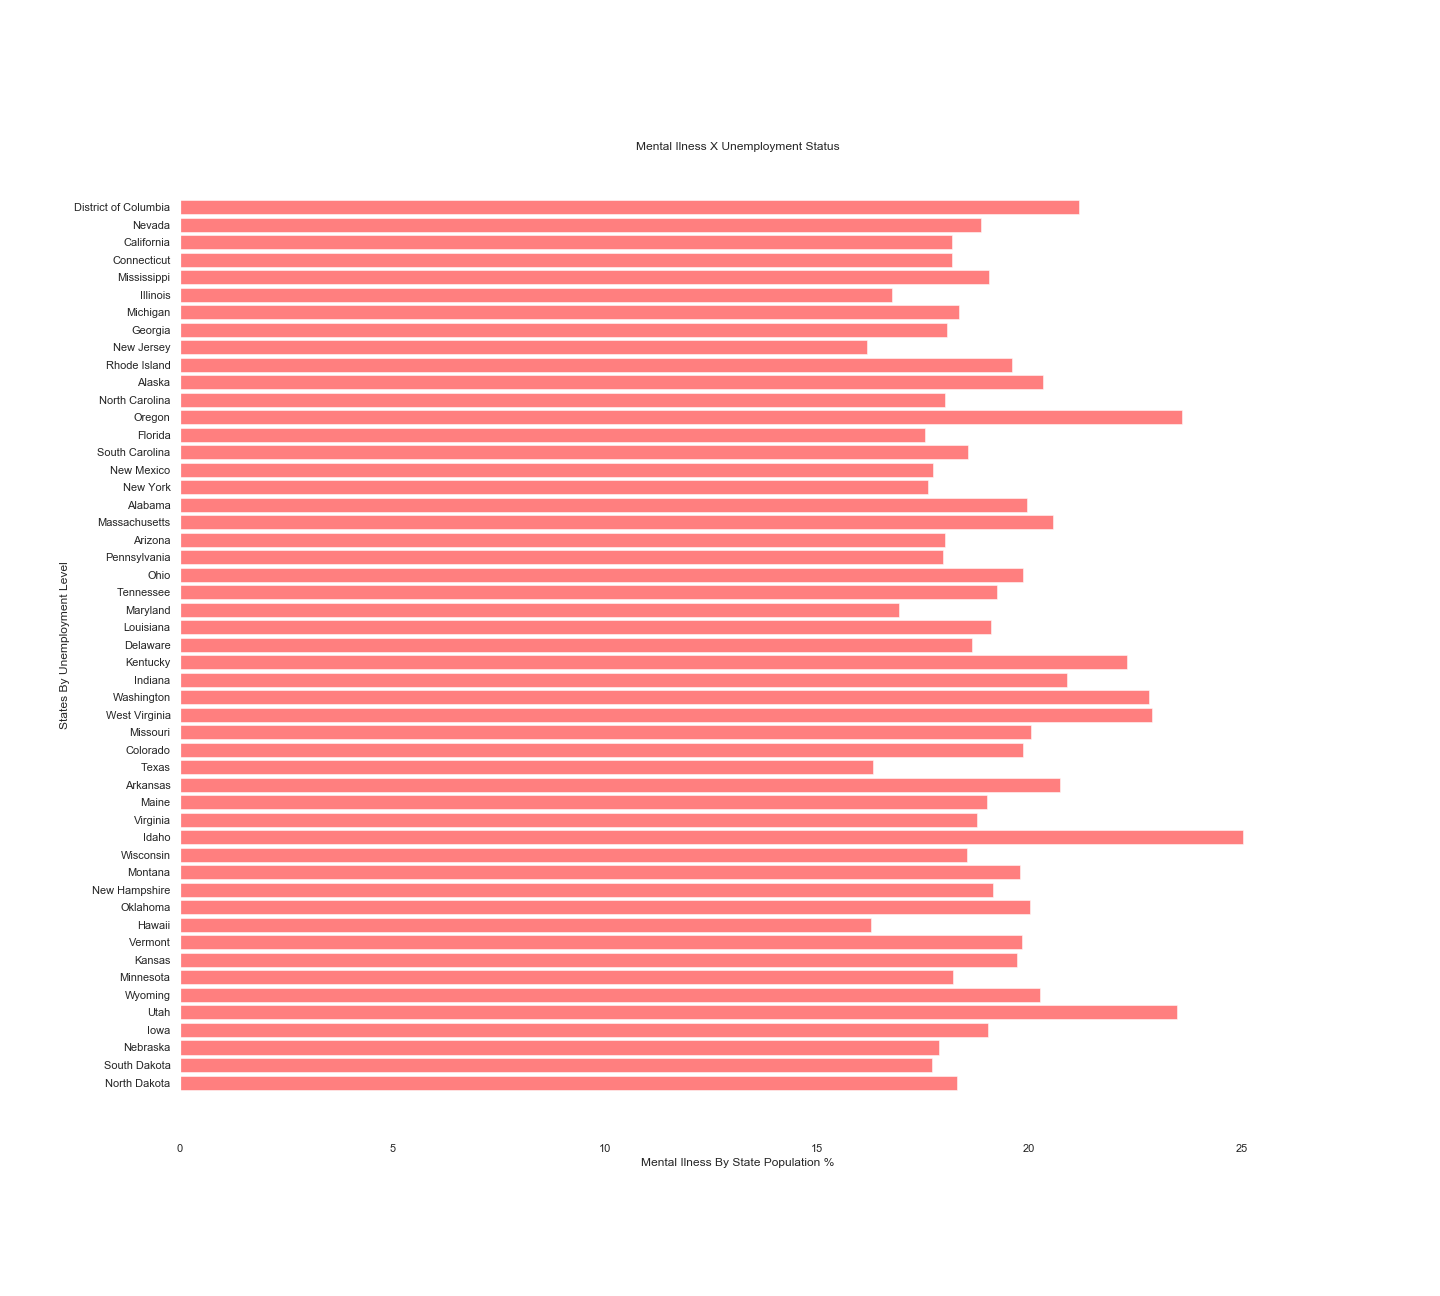 Mental Ilness X Unemployment Status
States By Unemployment Level
District of Columbia
Nevada
California
Connecticut
Mississippi
Illinois
Michigan
Georgia
New Jersey
Rhode Island
Alaska
North Carolina
Oregon
Florida
South Carolina
New Mexico
New York
Alabama
Massachusetts
Arizona
Pennsylvania
Ohio
Tennessee
Maryland
Louisiana
Delaware
Kentucky
Indiana
Washington
West Virginia
Missouri
Colorado
Texas
Arkansas
Maine
Virginia
Idaho
Wisconsin
Montana
New Hampshire
Oklahoma
Hawaii
Vermont
Kansas
Minnesota
Wyoming
Utah
Iowa
Nebraska
South Dakota
North Dakota
0 5 10 15 20 25
Mental Ilness By State Population %